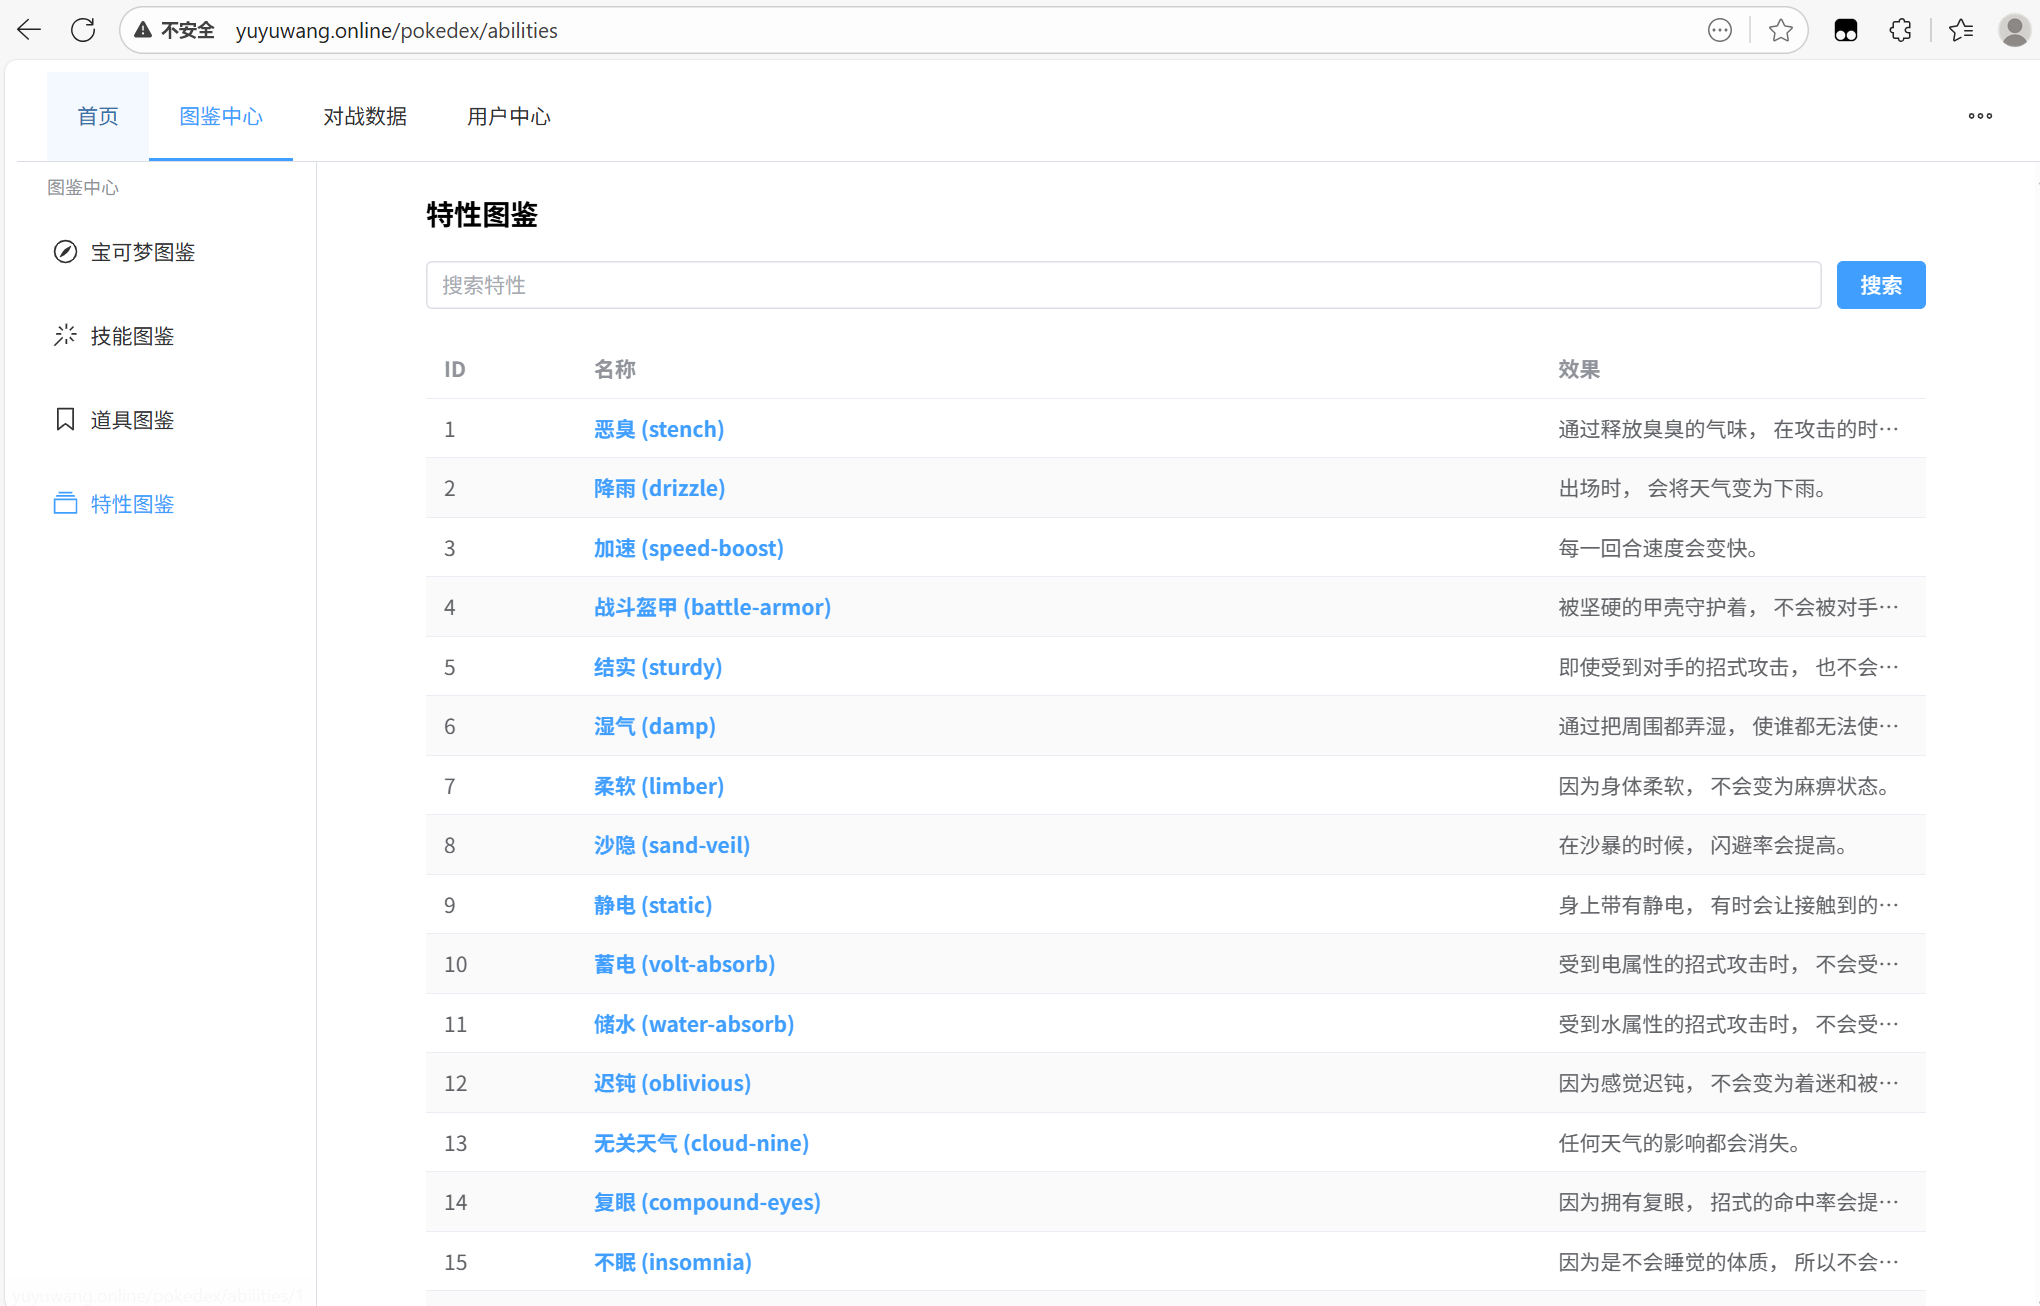 不安全 yuyuwang.online/pokedex/abilities
首页 图鉴中心 对战数据 用户中心
图鉴中心
宝可梦图鉴
技能图鉴
道具图鉴
特性图鉴
特性图鉴
搜索特性 搜索
ID 名称 效果
1 恶臭 (stench) 通过释放臭臭的气味， 在攻击的时…
2 降雨 (drizzle) 出场时， 会将天气变为下雨。
3 加速 (speed-boost) 每一回合速度会变快。
4 战斗盔甲 (battle-armor) 被坚硬的甲壳守护着， 不会被对手…
5 结实 (sturdy) 即使受到对手的招式攻击， 也不会…
6 湿气 (damp) 通过把周围都弄湿， 使谁都无法使…
7 柔软 (limber) 因为身体柔软， 不会变为麻痹状态。
8 沙隐 (sand-veil) 在沙暴的时候， 闪避率会提高。
9 静电 (static) 身上带有静电， 有时会让接触到的…
10 蓄电 (volt-absorb) 受到电属性的招式攻击时， 不会受…
11 储水 (water-absorb) 受到水属性的招式攻击时， 不会受…
12 迟钝 (oblivious) 因为感觉迟钝， 不会变为着迷和被…
13 无关天气 (cloud-nine) 任何天气的影响都会消失。
14 复眼 (compound-eyes) 因为拥有复眼， 招式的命中率会提…
15 不眠 (insomnia) 因为是不会睡觉的体质， 所以不会…
yuyuwang.online/pokedex/abilities/1